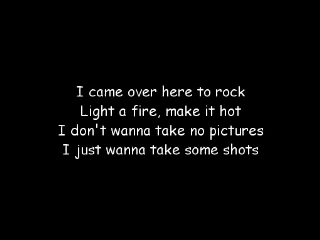 I came over here to rock
Light a fire, make it hot
I don't wanna take no pictures
I just wanna take some shots